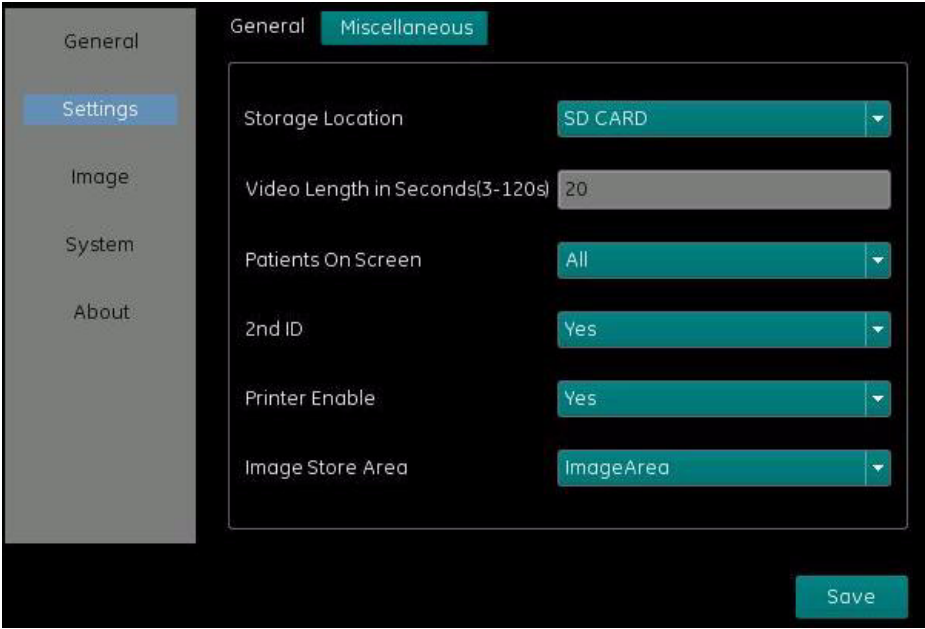 General
Settings
Image
System
About
General Miscellaneous
Storage Location SD CARD
Video Length in Seconds(3-120s) 20
Patients On Screen All
2nd ID Yes
Printer Enable Yes
Image Store Area ImageArea
Save